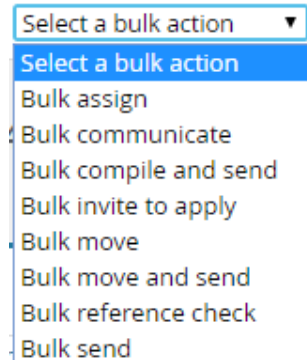 Select a bulk action ▼
Select a bulk action
Bulk assign
Bulk communicate
Bulk compile and send
Bulk invite to apply
Bulk move
Bulk move and send
Bulk reference check
Bulk send